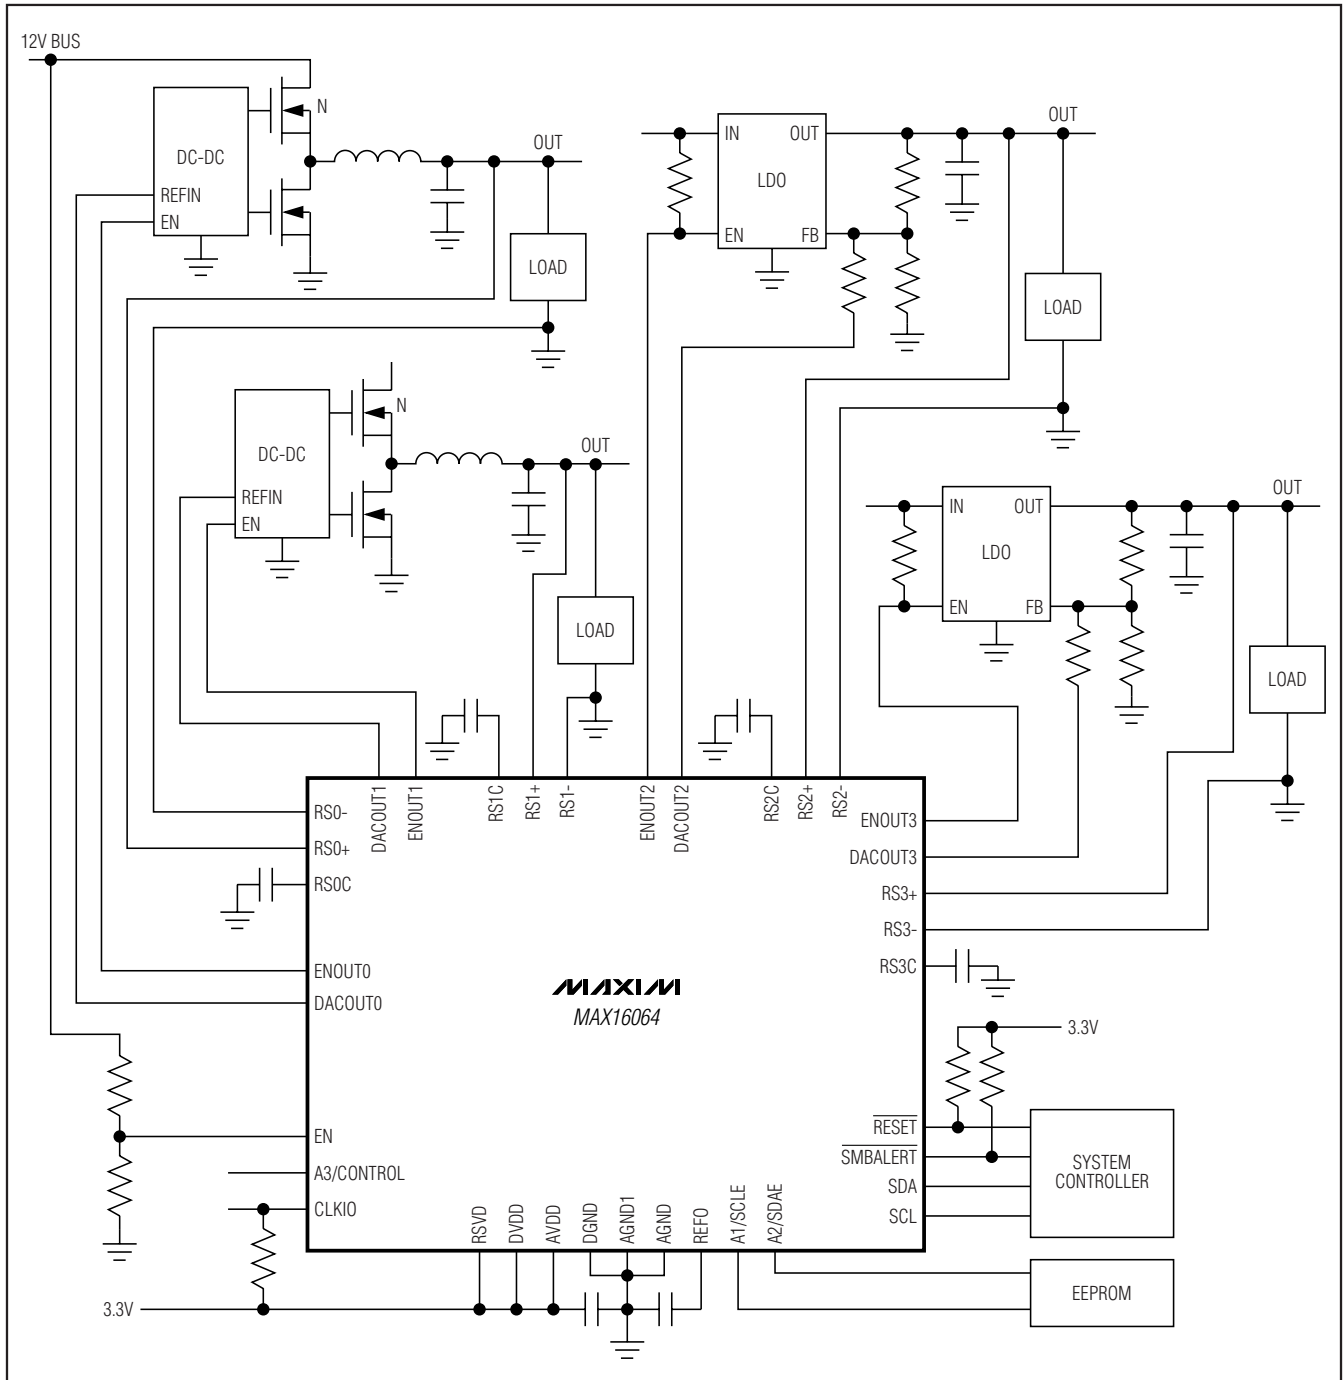 12V BUS
N
DC-DC
REFIN
EN
OUT
LOAD
IN
OUT
LDO
EN
FB
OUT
LOAD
N
DC-DC
REFIN
EN
OUT
LOAD
IN
OUT
LDO
EN
FB
OUT
LOAD
DACOUT1
ENOUT1
RS1C
RS1+
RS1-
ENOUT2
DACOUT2
RS2C
RS2+
RS2-
RS0-
RS0+
RS0C
ENOUT0
DACOUT0
EN
A3/CONTROL
CLKIO
ENOUT3
DACOUT3
RS3+
RS3-
RS3C
MAXIM
MAX16064
3.3V
RESET
SMBALERT
SDA
SCL
SYSTEM
CONTROLLER
RSVD
DVDD
AVDD
DGND
AGND1
AGND
REFO
A1/SCLE
A2/SDAE
EEPROM
3.3V